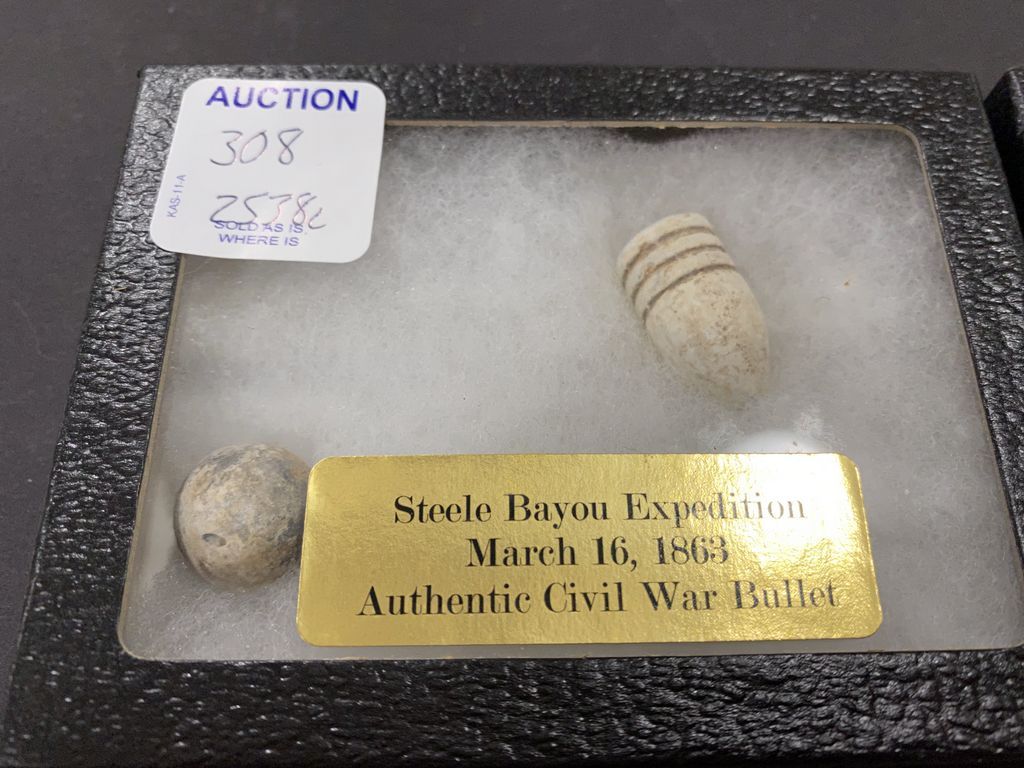 AUCTION
308
2538c
KAS-11-A
SOLD AS IS
WHERE IS
Steele Bayou Expedition
March 16, 1863
Authentic Civil War Bullet